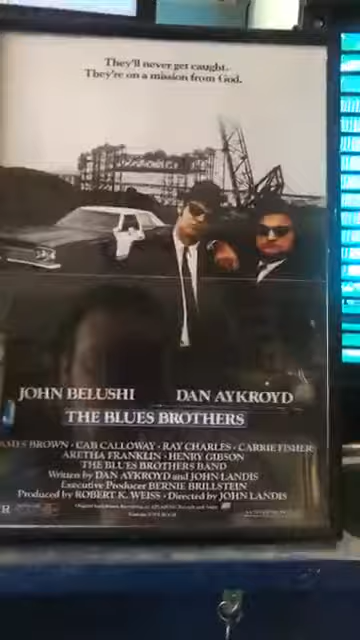 They'll never get caught.
They're on a mission from God.
JOHN BELUSHI DAN AYKROYD
THE BLUES BROTHERS
AMES BROWN · CAB CALLOWAY · RAY CHARLES · CARRIE FISHER
ARETHA FRANKLIN · HENRY GIBSON
THE BLUES BROTHERS BAND
Written by DAN AYKROYD and JOHN LANDIS
Executive Producer BERNIE BRILLSTEIN
Produced by ROBERT K. WEISS · Directed by JOHN LANDIS